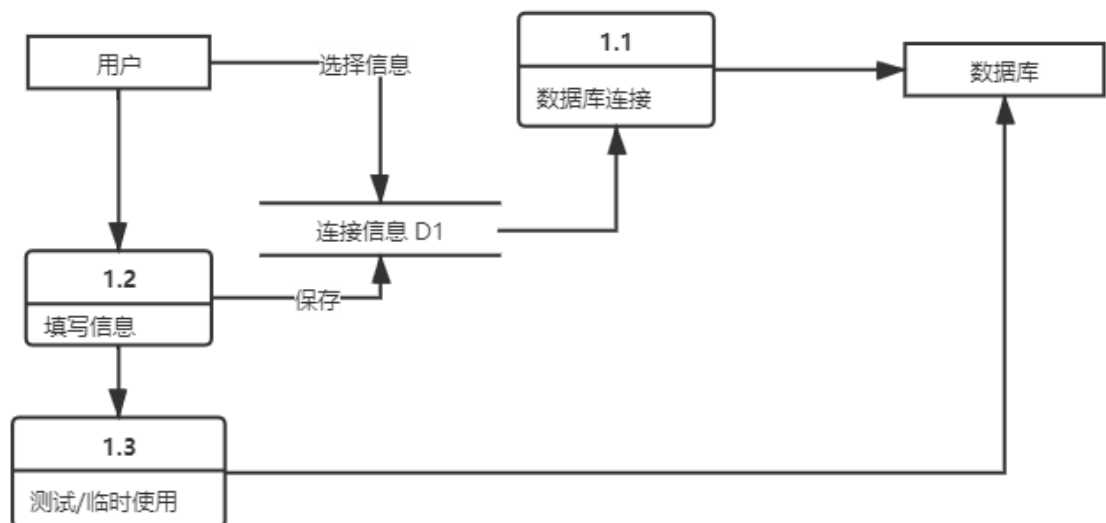 用户
选择信息
1.1
数据库连接
数据库
连接信息 D1
1.2
填写信息
保存
1.3
测试/临时使用